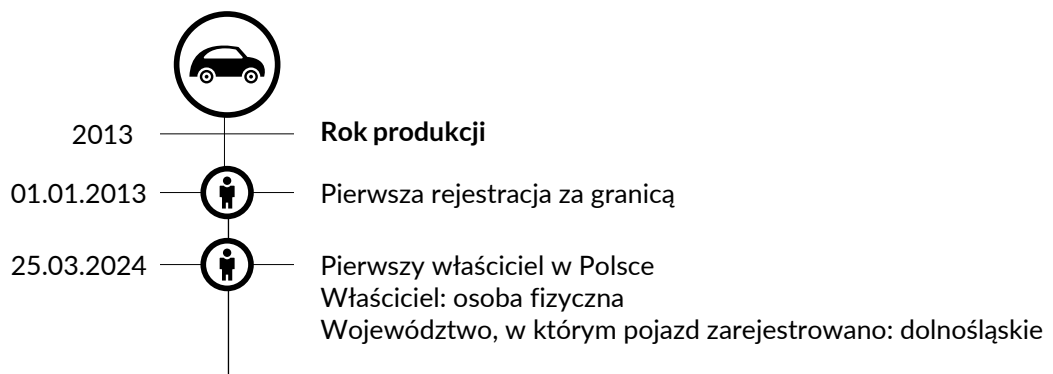 2013 Rok produkcji
01.01.2013 Pierwsza rejestracja za granicą
25.03.2024 Pierwszy właściciel w Polsce
Właściciel: osoba fizyczna
Województwo, w którym pojazd zarejestrowano: dolnośląskie